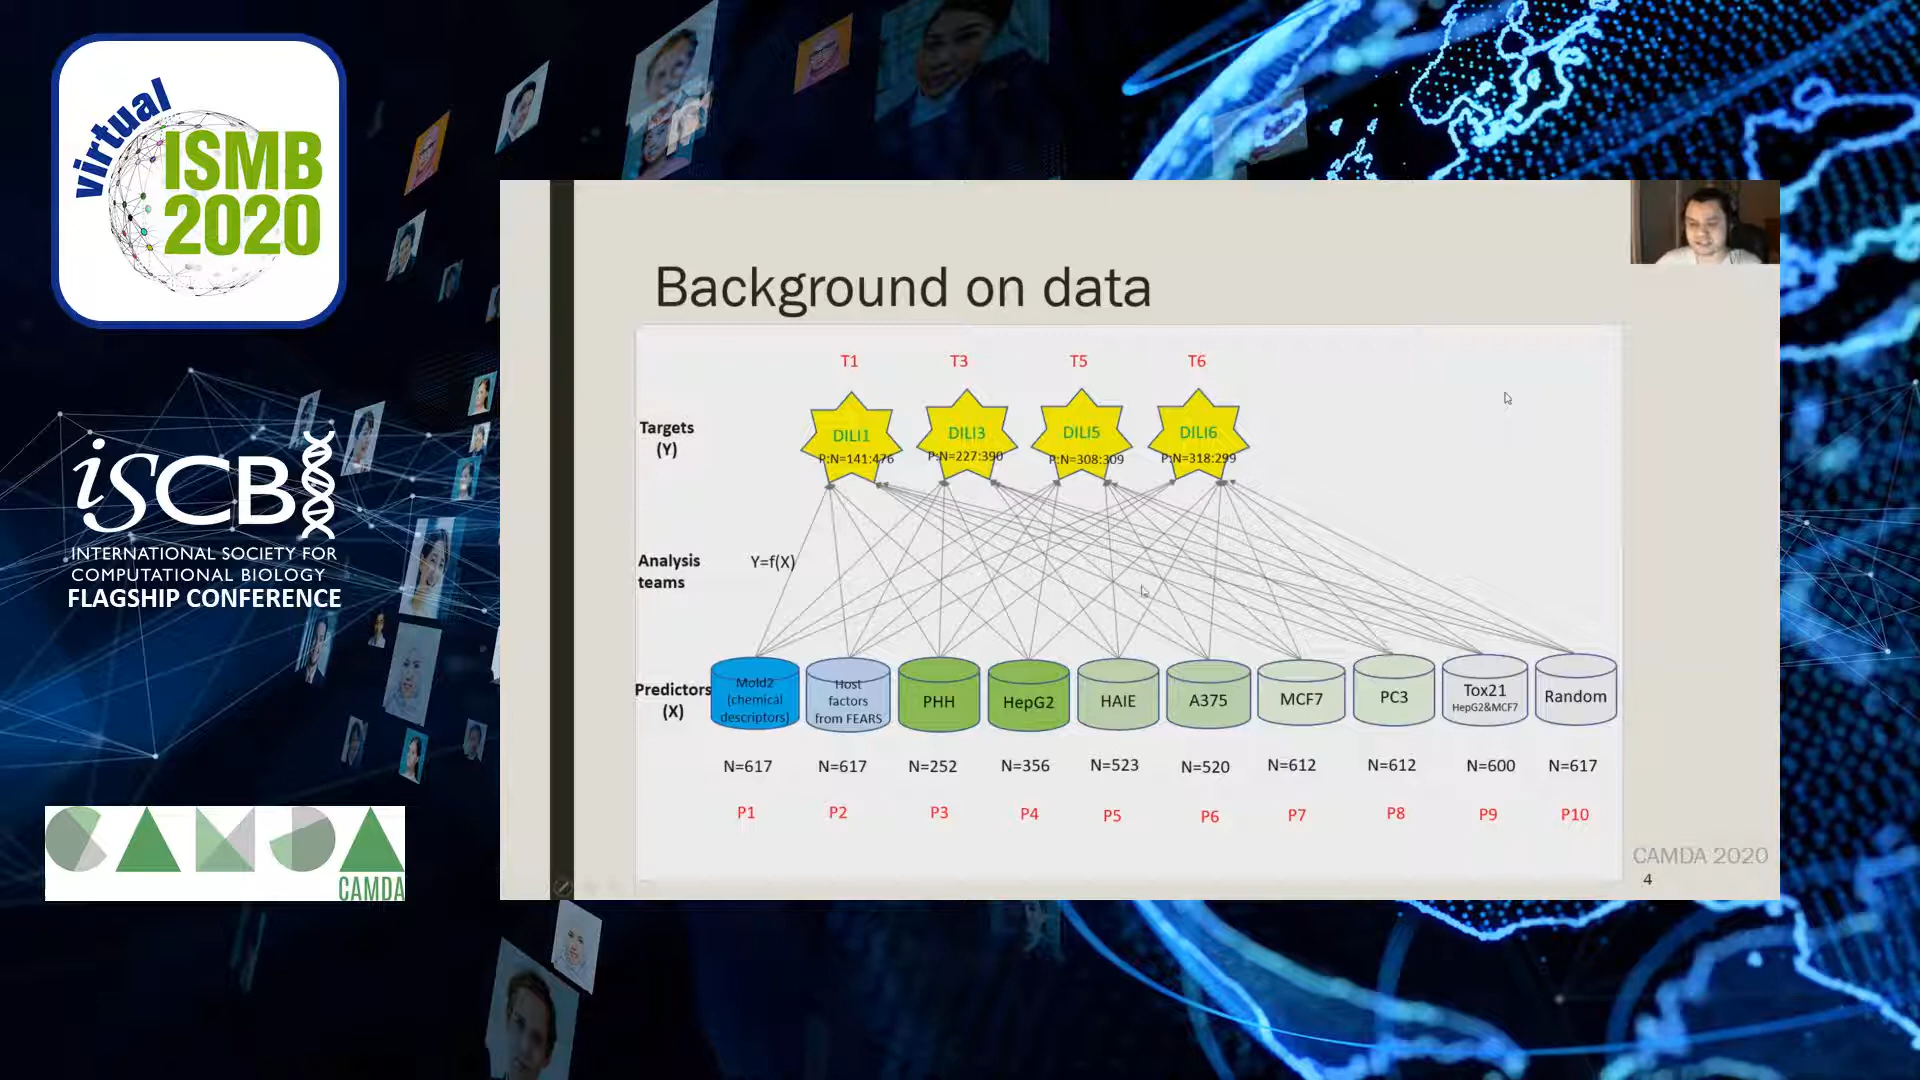 virtual
ISMB
2020
iSCB
INTERNATIONAL SOCIETY FOR
COMPUTATIONAL BIOLOGY
FLAGSHIP CONFERENCE
CAMDA
CAMDA
Background on data
T1 T3 T5 T6
Targets
(Y)
DILI1 DILI3 DILI5 DILI6
P:N=141:476 P:N=227:390 P:N=308:309 P:N=318:299
Analysis
teams
Y=f(X)
Predictors
(X)
Mold2
(chemical
descriptors)
Host
factors
from FEARS
PHH
HepG2
HAIE
A375
MCF7
PC3
Tox21
HepG2&MCF7
Random
N=617 N=617 N=252 N=356 N=523 N=520 N=612 N=612 N=600 N=617
P1 P2 P3 P4 P5 P6 P7 P8 P9 P10
CAMDA 2020
4